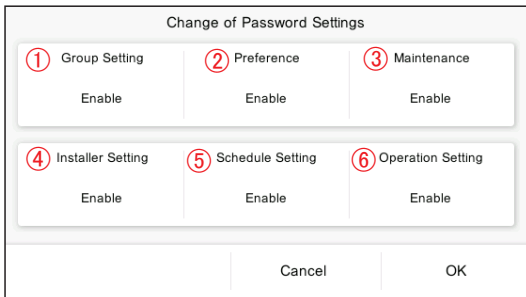 Change of Password Settings
① Group Setting ② Preference ③ Maintenance
Enable Enable Enable
④ Installer Setting ⑤ Schedule Setting ⑥ Operation Setting
Enable Enable Enable
Cancel OK